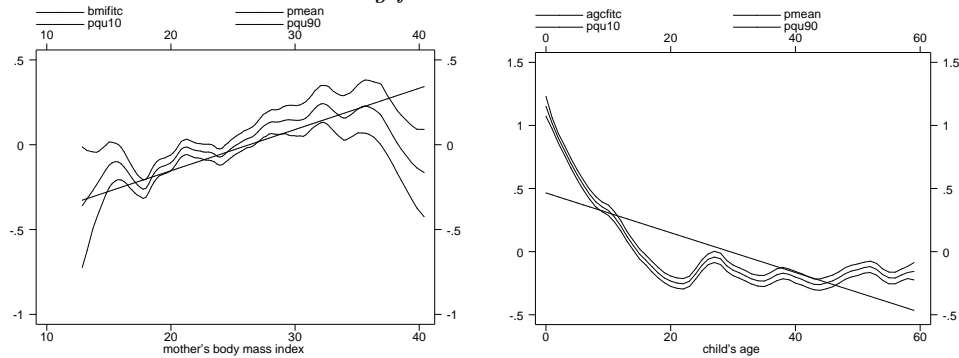 bmifitc pmean
pqu10 pqu90
10 20 30 40
.5 .5
0 0
-.5 -.5
-1 -1
10 20 30 40
mother's body mass index
agcfitc pmean
pqu10 pqu90
0 20 40 60
1.5 1.5
1 1
.5 .5
0 0
-.5 -.5
0 20 40 60
child's age